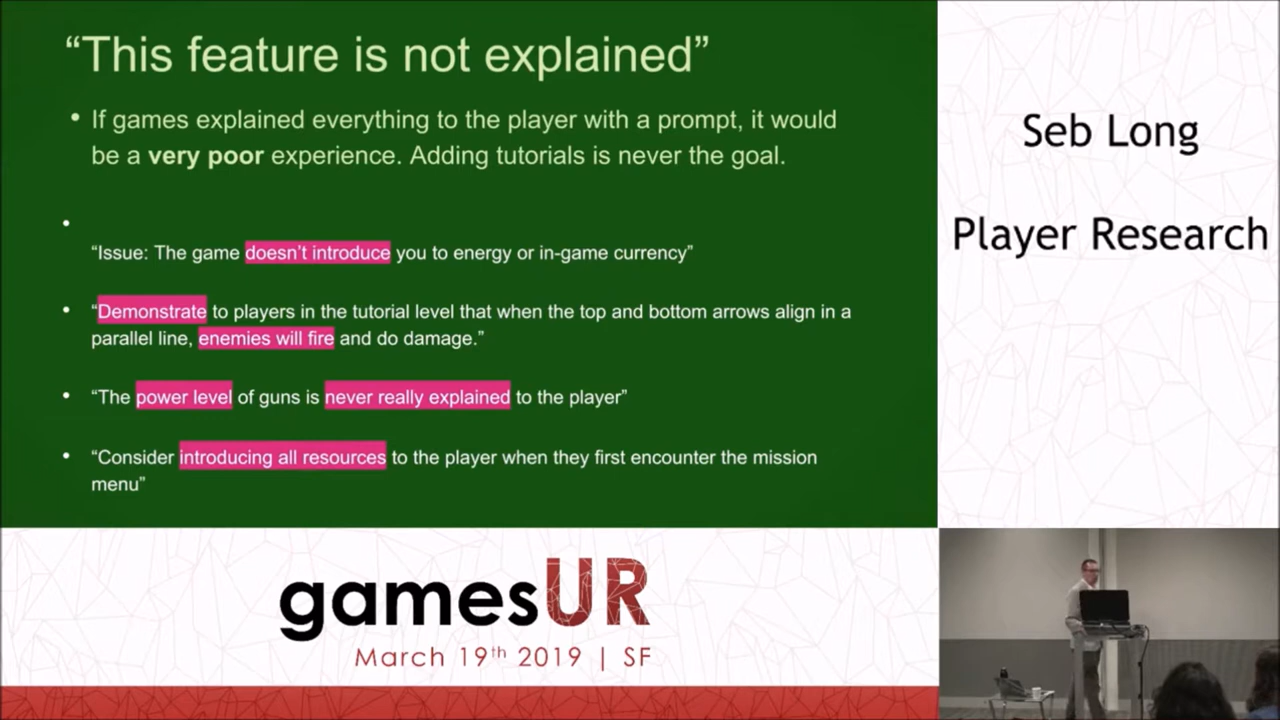 “This feature is not explained”
• If games explained everything to the player with a prompt, it would
be a very poor experience. Adding tutorials is never the goal.
•
“Issue: The game doesn’t introduce you to energy or in-game currency”
• “Demonstrate to players in the tutorial level that when the top and bottom arrows align in a
parallel line, enemies will fire and do damage.”
• “The power level of guns is never really explained to the player”
• “Consider introducing all resources to the player when they first encounter the mission
menu”
Seb Long
Player Research
gamesUR
March 19th 2019 | SF